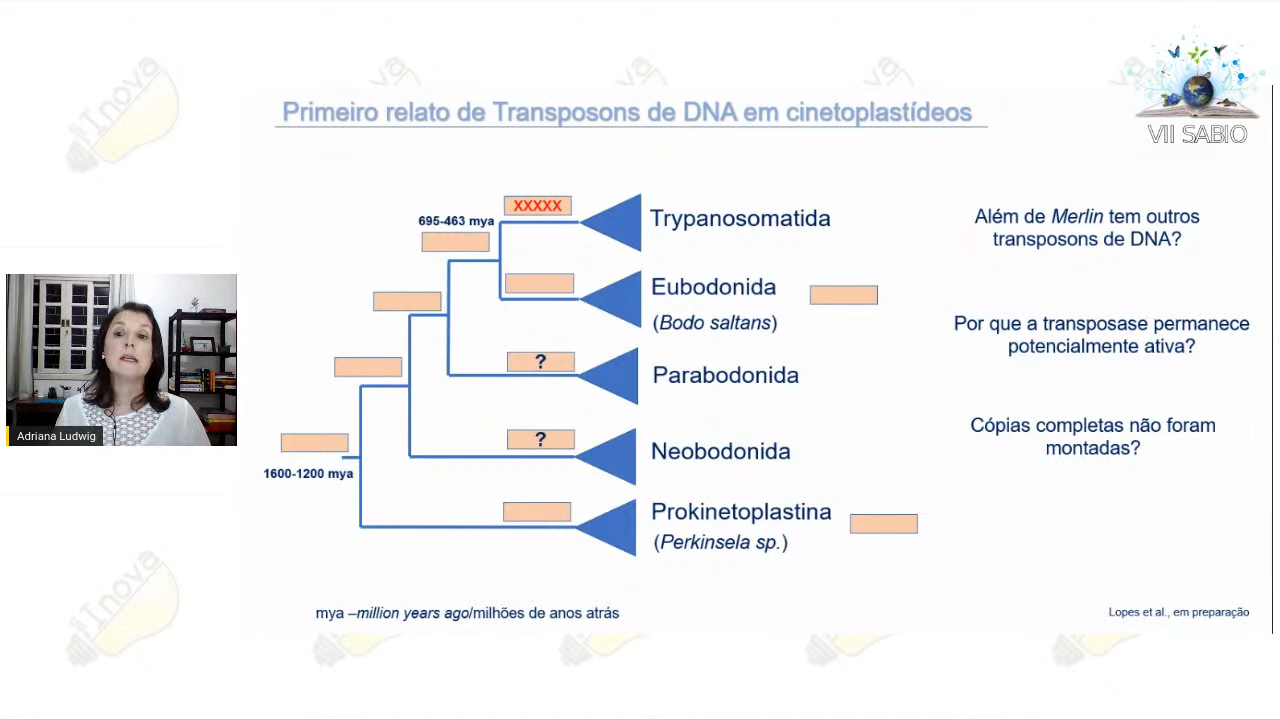 Primeiro relato de Transposons de DNA em cinetoplastídeos
VII SABIO
XXXXX
695-463 mya
Trypanosomatida
Eubodonida
(Bodo saltans)
?
Parabodonida
?
Neobodonida
1600-1200 mya
Prokinetoplastina
(Perkinsela sp.)
Além de Merlin tem outros
transposons de DNA?
Por que a transposase permanece
potencialmente ativa?
Cópias completas não foram
montadas?
Adriana Ludwig
mya –million years ago/milhões de anos atrás
Lopes et al., em preparação
Inova
Inova